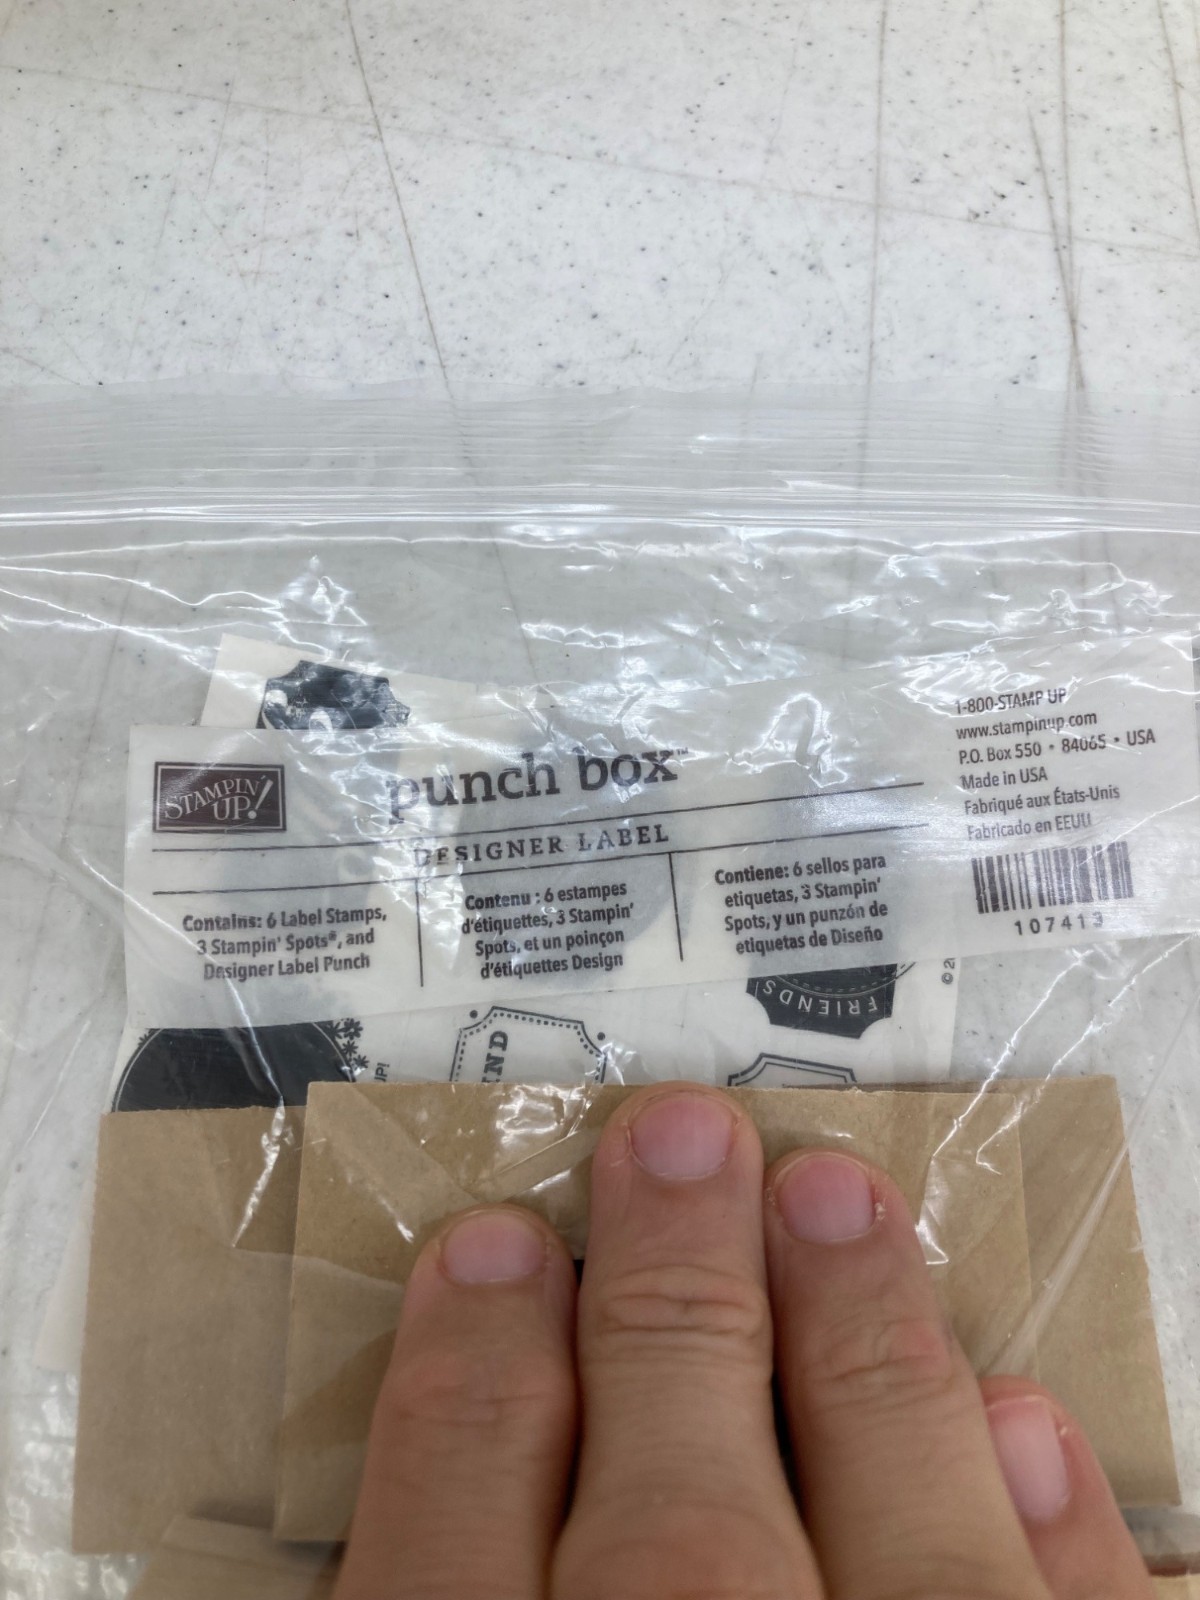 STAMPIN' UP!
punch box™
DESIGNER LABEL
Contains: 6 Label Stamps,
3 Stampin' Spots®, and
Designer Label Punch
Contenu : 6 estampes
d'étiquettes, 3 Stampin'
Spots, et un poinçon
d'étiquettes Design
Contiene: 6 sellos para
etiquetas, 3 Stampin'
Spots, y un punzón de
etiquetas de Diseño
1-800-STAMP UP
www.stampinup.com
P.O. Box 550 • 84065 • USA
Made in USA
Fabriqué aux États-Unis
Fabricado en EEUU
107413
FRIENDS